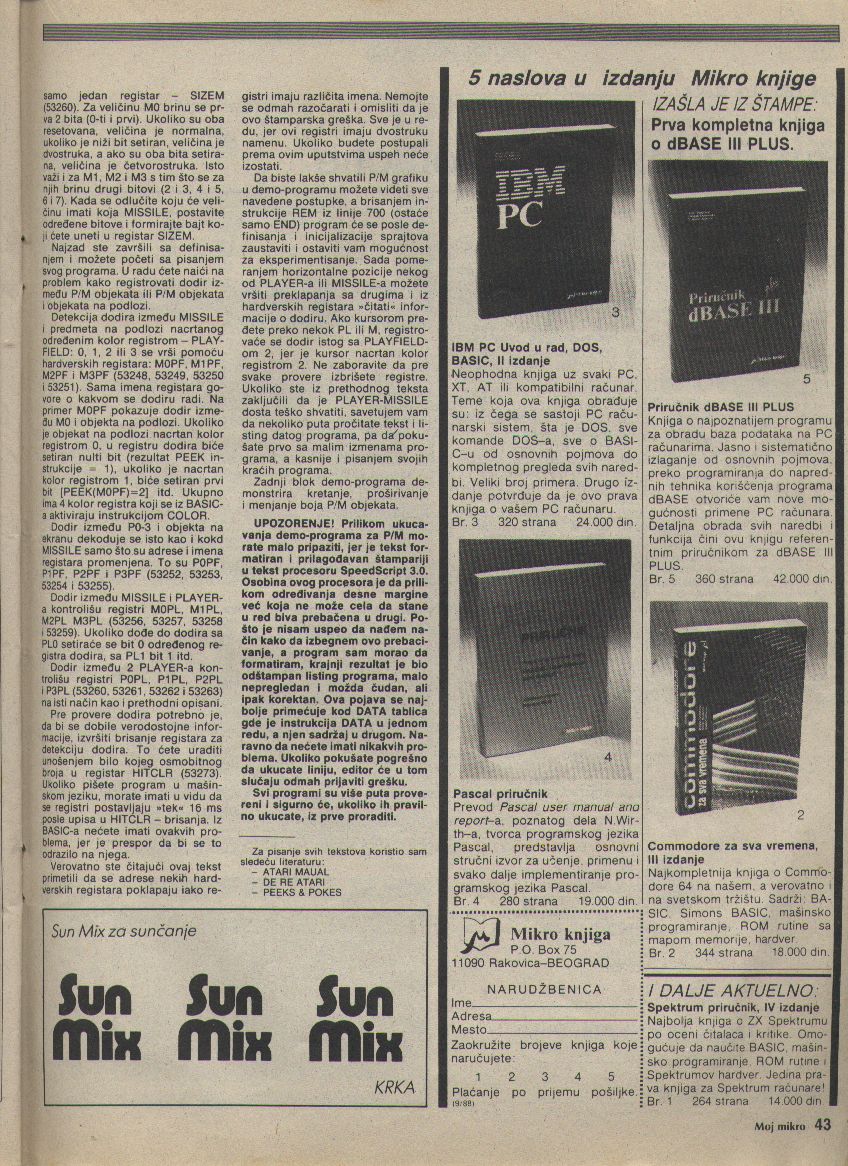 samo jedan registar – SIZEM
(53260). Za veličinu M0 brinu se pr-
va 2 bita (0-ti i prvi). Ukoliko su oba
resetovana, veličina je normalna,
ukoliko je niži bit setiran, veličina je
dvostruka, a ako su oba bita setira-
na, veličina je četvorostruka. Isto
važi i za M1, M2 i M3 s tim što se za
njih brinu drugi bitovi (2 i 3, 4 i 5,
6 i 7). Kada se odlučite koju će veli-
činu imati koja MISSILE, postavite
određene bitove i formirajte bajt ko-
ji ćete uneti u registar SIZEM.
Najzad ste završili sa definisa-
njem i možete početi sa pisanjem
svog programa. U radu ćete naići na
problem kako registrovati dodir iz-
među P/M objekata ili P/M objekata
i objekata na podlozi.
Detekcija dodira između MISSILE
i predmeta na podlozi nacrtanog
određenim kolor registrom – PLAY-
FIELD: 0, 1, 2 ili 3 se vrši pomoću
hardverskih registara: M0PF, M1PF,
M2PF i M3PF (53248, 53249, 53250
i 53251). Sama imena registara go-
vore o kakvom se dodiru radi. Na
primer M0PF pokazuje dodir izme-
đu M0 i objekta na podlozi. Ukoliko
je objekat na podlozi nacrtan kolor
registrom 0, u registru dodira biće
setiran nulti bit (rezultat PEEK in-
strukcije = 1), ukoliko je nacrtan
kolor registrom 1, biće setiran prvi
bit [PEEK(M0PF)=2] itd. Ukupno
ima 4 kolor registra koji se iz BASIC-
a aktiviraju instrukcijom COLOR.
Dodir između P0-3 i objekta na
ekranu dekoduje se isto kao i kokd
MISSILE samo što su adrese i imena
registara promenjena. To su P0PF,
P1PF, P2PF i P3PF (53252, 53253,
53254 i 53255).
Dodir između MISSILE i PLAYER-
a kontrolišu registri M0PL, M1PL,
M2PL M3PL (53256, 53257, 53258
i 53259). Ukoliko dođe do dodira sa
PL0 setiraće se bit 0 određenog re-
gistra dodira, sa PL1 bit 1 itd.
Dodir između 2 PLAYER-a kon-
trolišu registri P0PL, P1PL, P2PL
i P3PL (53260, 53261, 53262 i 53263)
na isti način kao i prethodni opisani.
Pre provere dodira potrebno je,
da bi se dobile verodostojne infor-
macije, izvršiti brisanje registara za
detekciju dodira. To ćete uraditi
unošenjem bilo kojeg osmobitnog
broja u registar HITCLR (53273).
Ukoliko pišete program u mašin-
skom jeziku, morate imati u vidu da
se registri postavljaju »tek« 16 ms
posle upisa u HITCLR – brisanja. Iz
BASIC-a nećete imati ovakvih pro-
blema, jer je prespor da bi se to
odrazilo na njega.
Verovatno ste čitajući ovaj tekst
primetili da se adrese nekih hard-
verskih registara poklapaju iako re-
gistri imaju različita imena. Nemojte
se odmah razočarati i omisliti da je
ovo štamparska greška. Sve je u re-
du, jer ovi registri imaju dvostruku
namenu. Ukoliko budete postupali
prema ovim uputstvima uspeh neće
izostati.
Da biste lakše shvatili P/M grafiku
u demo-programu možete videti sve
navedene postupke, a brisanjem in-
strukcije REM iz linije 700 (ostaće
samo END) program će se posle de-
finisanja i inicijalizacije sprajtova
zaustaviti i ostaviti vam mogućnost
za eksperimentisanje. Sada pome-
ranjem horizontalne pozicije nekog
od PLAYER-a ili MISSILE-a možete
vršiti preklapanja sa drugima i iz
hardverskih registara »čitati« infor-
macije o dodiru. Ako kursorom pre-
đete preko nekok PL ili M, registro-
vaće se dodir istog sa PLAYFIELD-
om 2, jer je kursor nacrtan kolor
registrom 2. Ne zaboravite da pre
svake provere izbrišete registre.
Ukoliko ste iz prethodnog teksta
zaključili da je PLAYER-MISSILE
dosta teško shvatiti, savetujem vam
da nekoliko puta pročitate tekst i li-
sting datog programa, pa da poku-
šate prvo sa malim izmenama pro-
grama, a kasnije i pisanjem svojih
kraćih programa.
Zadnji blok demo-programa de-
monstrira kretanje, proširivanje
i menjanje boja P/M objekata.
UPOZORENJE! Prilikom ukuca-
vanja demo-programa za P/M mo-
rate malo pripaziti, jer je tekst for-
matiran i prilagođavan štampariji
u tekst procesoru SpeedScript 3.0.
Osobina ovog procesora je da prili-
kom određivanja desne margine
već koja ne može cela da stane
u red biva prebačena u drugi. Po-
što je nisam uspeo da nađem na-
čin kako da izbegnem ovo prebaci-
vanje, a program sam morao da
formatiram, krajnji rezultat je bio
odštampan listing programa, malo
nepregledan i možda čudan, ali
ipak korektan. Ova pojava se naj-
bolje primećuje kod DATA tablica
gde je instrukcija DATA u jednom
redu, a njen sadržaj u drugom. Na-
ravno da nećete imati nikakvih pro-
blema. Ukoliko pokušate pogrešno
da ukucate liniju, editor će u tom
slučaju odmah prijaviti grešku.
Svi programi su više puta prove-
reni i sigurno će, ukoliko ih pravil-
no ukucate, iz prve proraditi.
Za pisanje svih tekstova koristio sam
sledeću literaturu:
– ATARI MAUAL
– DE RE ATARI
– PEEKS & POKES
Sun Mix za sunčanje
Sun Sun Sun
Mix Mix Mix
KRKA
5 naslova u izdanju Mikro knjige
IBM
PC
3
IBM PC Uvod u rad, DOS,
BASIC, II izdanje
Neophodna knjiga uz svaki PC,
XT, AT ili kompatibilni računar.
Teme koja ova knjiga obrađuje
su: iz čega se sastoji PC raču-
narski sistem, šta je DOS, sve
komande DOS-a, sve o BASI-
C-u od osnovnih pojmova do
kompletnog pregleda svih nared-
bi. Veliki broj primera. Drugo iz-
danje potvrđuje da je ovo prava
knjiga o vašem PC računaru.
Br. 3 320 strana 24.000 din.
4
Pascal priručnik
Prevod Pascal user manual and
report-a, poznatog dela N.Wir-
th-a, tvorca programskog jezika
Pascal, predstavlja osnovni
stručni izvor za učenje, primenu i
svako dalje implementiranje pro-
gramskog jezika Pascal.
Br. 4 280 strana 19.000 din.
Mikro knjiga
P.O. Box 75
11090 Rakovica–BEOGRAD
NARUDŽBENICA
Ime
Adresa
Mesto
Zaokružite brojeve knjiga koje
naručujete:
1 2 3 4 5
Plaćanje po prijemu pošiljke.
(9/88)
IZAŠLA JE IZ ŠTAMPE:
Prva kompletna knjiga
o dBASE III PLUS.
Priručnik
dBASE III
plus
5
Priručnik dBASE III PLUS
Knjiga o najpoznatijem programu
za obradu baza podataka na PC
računarima. Jasno i sistematično
izlaganje od osnovnih pojmova,
preko programiranja do napred-
nih tehnika korišćenja programa
dBASE otvoriće vam nove mo-
gućnosti primene PC računara.
Detaljna obrada svih naredbi i
funkcija čini ovu knjigu referen-
tnim priručnikom za dBASE III
PLUS.
Br. 5 360 strana 42.000 din.
commodore
za sva vremena
2
Commodore za sva vremena,
III izdanje
Najkompletnija knjiga o Commo-
dore 64 na našem, a verovatno i
na svetskom tržištu. Sadrži: BA-
SIC, Simons BASIC, mašinsko
programiranje, ROM rutine sa
mapom memorije, hardver.
Br. 2 344 strana 18.000 din.
I DALJE AKTUELNO:
Spektrum priručnik, IV izdanje
Najbolja knjiga o ZX Spektrumu
po oceni čitalaca i kritike. Omo-
gućuje da naučite BASIC, mašin-
sko programiranje, ROM rutine i
Spektrumov hardver. Jedina pra-
va knjiga za Spektrum računare!
Br. 1 264 strana 14.000 din.
Moj mikro 43